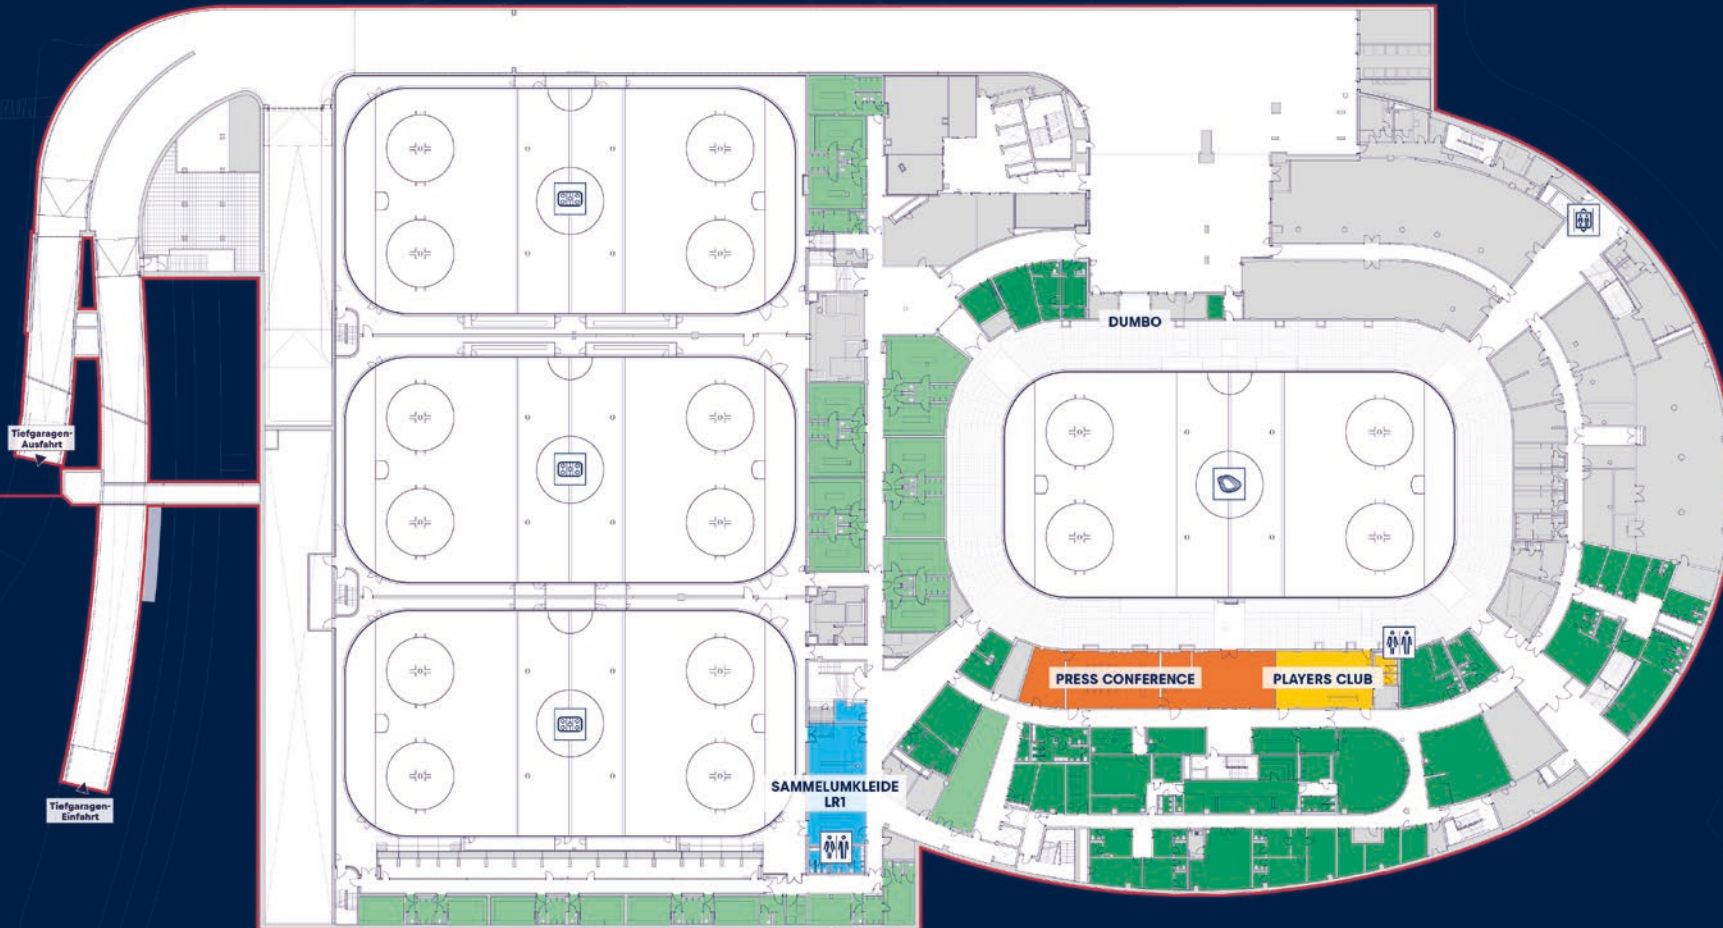 DUMBO
Tiefgaragen-
Ausfahrt
PRESS CONFERENCE
PLAYERS CLUB
SAMMELUMKLEIDE
LR1
Tiefgaragen-
Einfahrt